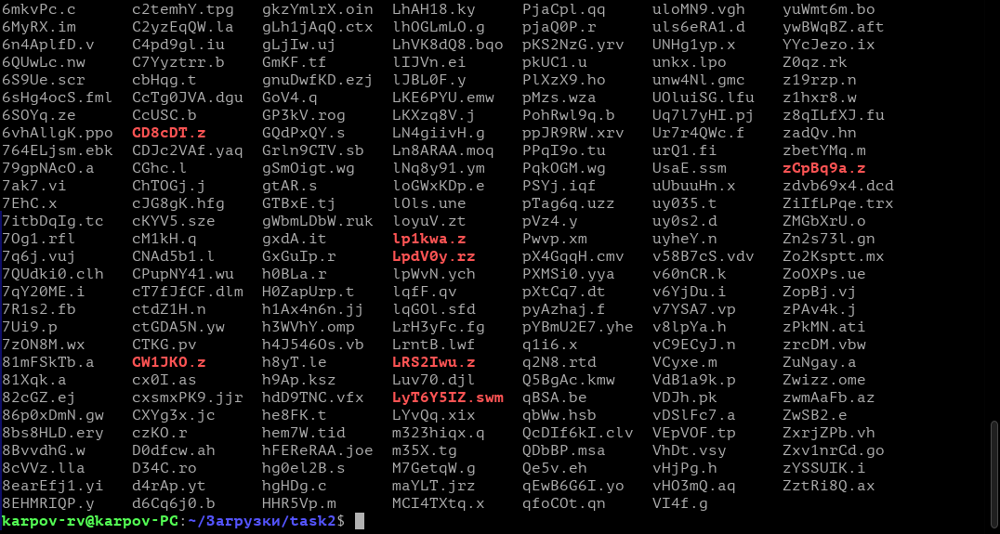 6mkvPc.c c2temhY.tpg gkzYmlrX.oin LhAH18.ky PjaCpl.qq uloMN9.vgh yuWmt6m.bo
6MyRX.im C2yzEqQW.la gLh1jAqQ.ctx lhOGLmLO.g pjaQ0P.r uls6eRA1.d ywBWqBZ.aft
6n4AplfD.v C4pd9gl.iu gLjIw.uj LhVK8dQ8.bqo pKS2NzG.yrv UNHg1yp.x YYcJezo.ix
6QUwLc.nw C7Yyztrr.b GmKF.tf lIJVn.ei pkUC1.u unkx.lpo Z0qz.rk
6S9Ue.scr cbHqg.t gnuDwfKD.ezj lJBL0F.y PlXzX9.ho unw4Nl.gmc z19rzp.n
6sHg4ocS.fml CcTg0JVA.dgu GoV4.q LKE6PYU.emw pMzs.wza UOluiSG.lfu z1hxr8.w
6SOYq.ze CcUSC.b GP3kV.rog LKXzq8V.j PohRwl9q.b Uq7l7yHI.pj z8qILfXJ.fu
6vhAllgK.ppo CD8cDT.z GQdPxQY.s LN4giivH.g ppJR9RW.xrv Ur7r4QWc.f zadQv.hn
764ELjsm.ebk CDJc2VAf.yaq Grln9CTV.sb Ln8ARAA.moq PPqI9o.tu urQ1.fi zbetYMq.m
79gpNAcO.a CGhc.l gSmOigt.wg lNq8y91.ym PqkOGM.wg UsaE.ssm zCpBq9a.z
7ak7.vi ChTOGj.j gtAR.s loGWxKDp.e PSYj.iqf uUbuuHn.x zdvb69x4.dcd
7EhC.x cJG8gK.hfg GTBxE.tj lOls.une pTag6q.uzz uy035.t ZiIfLPqe.trx
7itbDqIg.tc cKYV5.sze gWbmLDbW.ruk loyuV.zt pVz4.y uy0s2.d ZMGbXrU.o
7Og1.rfl cM1kH.q gxdA.it lp1kwa.z Pwvp.xm uyheY.n Zn2s73l.gn
7q6j.vuj CNAd5b1.l GxGuIp.r LpdV0y.rz pX4GqqH.cmv v58B7cS.vdv Zo2Ksptt.mx
7QUdki0.clh CPupNY41.wu h0BLa.r lpWvN.ych PXMSi0.yya v60nCR.k ZoOXPs.ue
7qY20ME.i cT7fJfCF.dlm H0ZapUrp.t lqfF.qv pXtCq7.dt v6YjDu.i ZopBj.vj
7R1s2.fb ctdZ1H.n h1Ax4n6n.jj lqGOl.sfd pyAzhaj.f v7YSA7.vp zPAv4k.j
7Ui9.p ctGDA5N.yw h3WVhY.omp LrH3yFc.fg pYBmU2E7.yhe v8lpYa.h zPkMN.ati
7zON8M.wx CTKG.pv h4J546Os.vb LrntB.lwf q1i6.x vC9ECyJ.n zrcDM.vbw
81mFSkTb.a CW1JKO.z h8yT.le LRS2Iwu.z q2N8.rtd VCyxe.m ZuNgay.a
81Xqk.a cx0I.as h9Ap.ksz Luv70.djl Q5BgAc.kmw VdB1a9k.p Zwizz.ome
82cGZ.ej cxsmxPK9.jjr hdD9TNC.vfx LyT6Y5IZ.swm qBSA.be VDJh.pk zwmAaFb.az
86p0xDmN.gw CXYg3x.jc he8FK.t LYvQq.xix qbWw.hsb vDSlFc7.a ZwSB2.e
8bs8HLD.ery czKO.r hem7W.tid m323hiqx.q QcDIf6kI.clv VEpVOF.tp ZxrjZPb.vh
8BvvdhG.w D0dfcw.ah hFEReRAA.joe m35X.tg QDbBP.msa VhDt.vsy Zxv1nrCd.go
8cVVz.lla D34C.ro hg0el2B.s M7GetqW.g Qe5v.eh vHjPg.h zYSSUIK.i
8earEfj1.yi d4rAp.yt hgHDg.c maYLT.jrz qEwB6G6I.yo vHO3mQ.aq ZztRi8Q.ax
8EHMRIQP.y d6Cq6j0.b HHR5Vp.m MCI4TXtq.x qfoCOt.qn VI4f.g
karpov-rv@karpov-PC:~/Загрузки/task2$